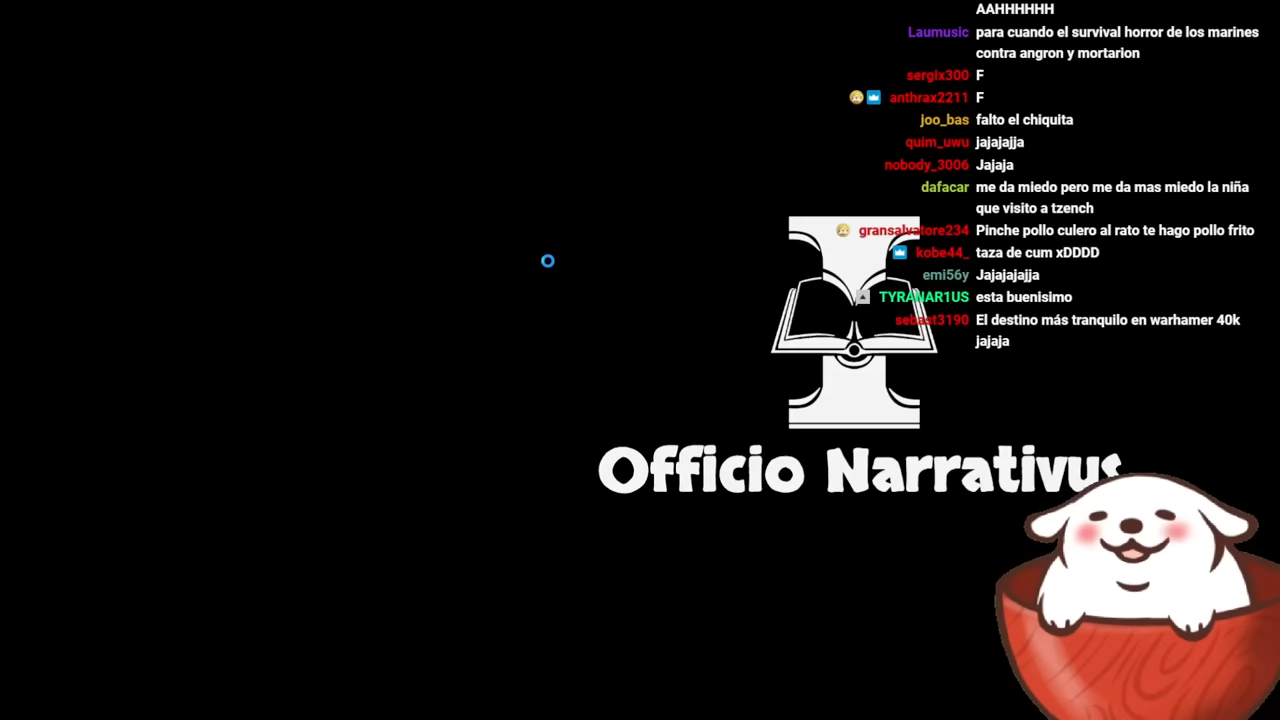 AAHHHHHH
Laumusic para cuando el survival horror de los marines
contra angron y mortarion
sergix300 F
anthrax2211 F
joo_bas falto el chiquita
quim_uwu jajajajja
nobody_3006 Jajaja
dafacar me da miedo pero me da mas miedo la niña
que visito a tzench
gransalvatore234 Pinche pollo culero al rato te hago pollo frito
kobe44_ taza de cum xDDDD
emi56y Jajajajajja
TYRANAR1US esta buenisimo
sebast3190 El destino más tranquilo en warhamer 40k
jajaja
Officio Narrativus